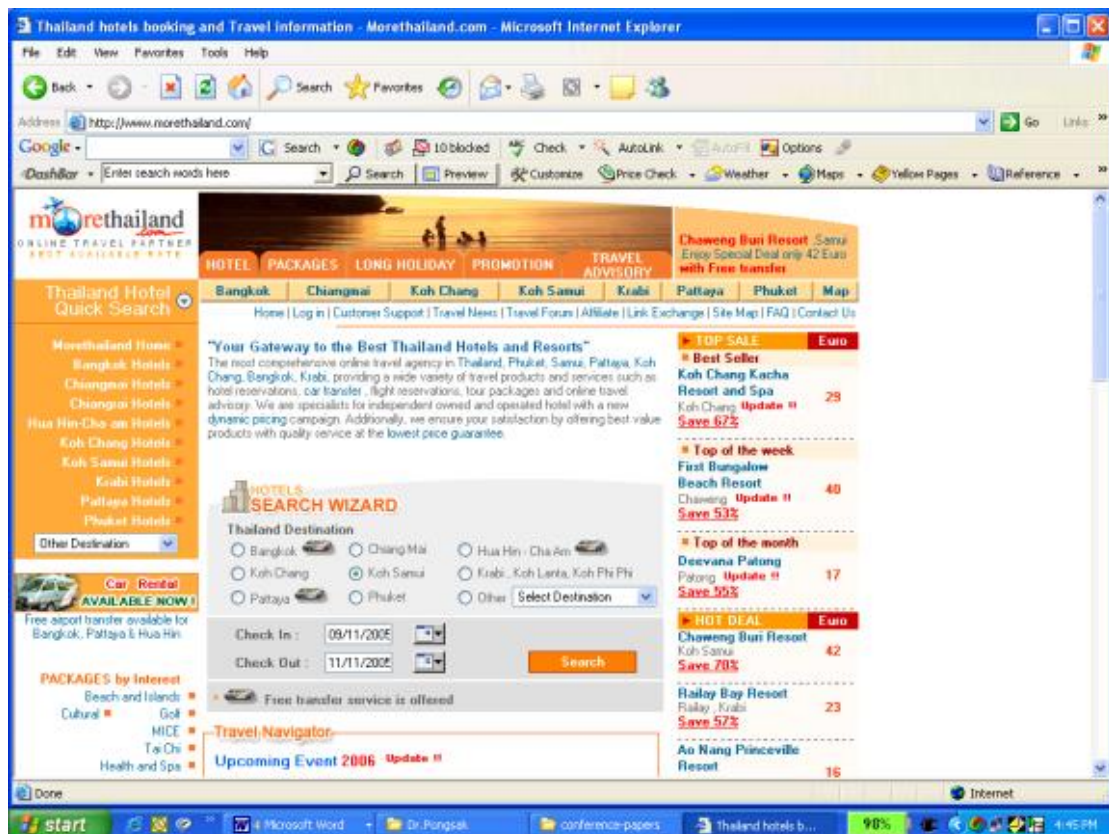 Thailand hotels booking and Travel information - Morethailand.com - Microsoft Internet Explorer
File Edit View Favorites Tools Help
Back Search Favorites
Address http://www.morethailand.com/ Go Links
Google Search 10 blocked Check AutoLink AutoFill Options
DashBar Enter search words here Search Preview Customize Price Check Weather Maps Yellow Pages Reference
morethailand
.com
ONLINE TRAVEL PARTNER
BEST AVAILABLE RATE
HOTEL PACKAGES LONG HOLIDAY PROMOTION TRAVEL ADVISORY
Chaweng Buri Resort ,Samui
Enjoy Special Deal only 42 Euro
with Free transfer
Bangkok Chiangmai Koh Chang Koh Samui Krabi Pattaya Phuket Map
Home | Log in | Customer Support | Travel News | Travel Forum | Affiliate | Link Exchange | Site Map | FAQ | Contact Us
Thailand Hotel
Quick Search
Morethailand Home
Bangkok Hotels
Chiangmai Hotels
Chiangrai Hotels
Hua Hin-Cha-am Hotels
Koh Chang Hotels
Koh Samui Hotels
Krabi Hotels
Pattaya Hotels
Phuket Hotels
Other Destination
Car Rental
AVAILABLE NOW !
Free airport transfer available for
Bangkok, Pattaya & Hua Hin
PACKAGES by Interest
Beach and Islands
Cultural Golf
MICE
Tai Chi
Health and Spa
"Your Gateway to the Best Thailand Hotels and Resorts"
The most comprehensive online travel agency in Thailand, Phuket, Samui, Pattaya, Koh
Chang, Bangkok, Krabi, providing a wide variety of travel products and services such as
hotel reservations, car transfer , flight reservations, tour packages and online travel
advisory. We are specialists for independent owned and operated hotel with a new
dynamic pricing campaign. Additionally, we ensure your satisfaction by offering best value
products with quality service at the lowest price guarantee.
HOTELS
SEARCH WIZARD
Thailand Destination
Bangkok Chiang Mai Hua Hin - Cha Am
Koh Chang Koh Samui Krabi , Koh Lanta, Koh Phi Phi
Pattaya Phuket Other Select Destination
Check In : 09/11/2005
Check Out : 11/11/2005 Search
Free transfer service is offered
Travel Navigator
Upcoming Event 2006 Update !!
TOP SALE Euro
Best Seller
Koh Chang Kacha
Resort and Spa
Koh Chang Update !! 29
Save 67%
Top of the week
First Bungalow
Beach Resort
Chaweng Update !! 40
Save 53%
Top of the month
Deevana Patong
Patong Update !! 17
Save 55%
HOT DEAL Euro
Chaweng Buri Resort
Koh Samui 42
Save 70%
Railay Bay Resort
Railay , Krabi 23
Save 57%
Ao Nang Princeville
Resort 16
Done Internet
start 4 Microsoft Word Dr.Pongsak conference-papers Thailand hotels b... 98% 4:45 PM